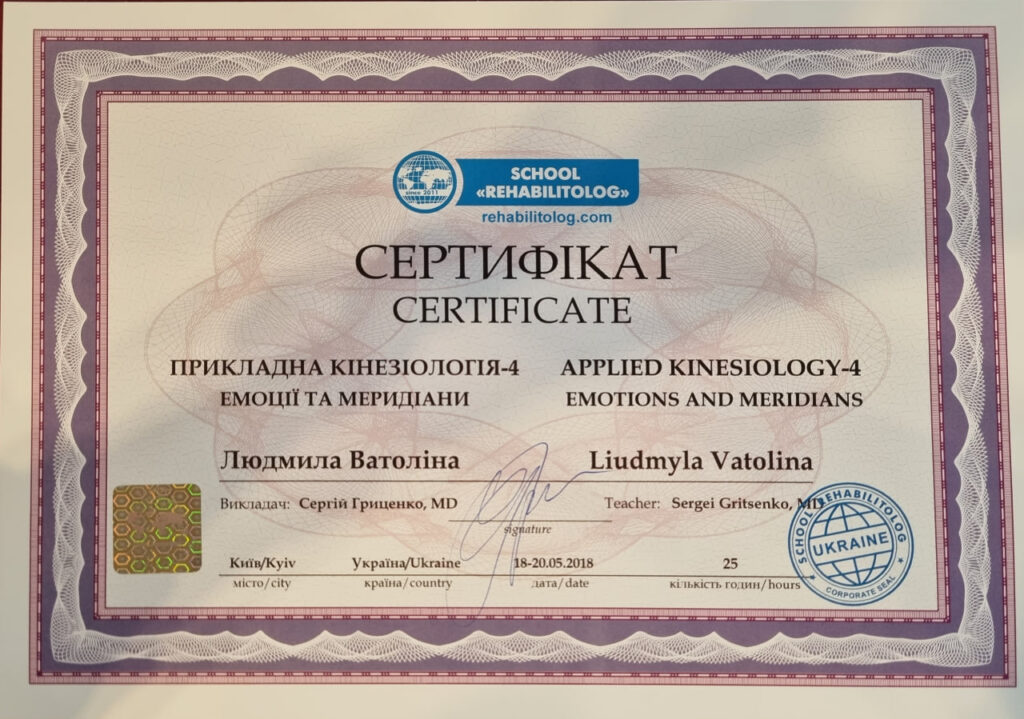 since 2011
SCHOOL
«REHABILITOLOG»
rehabilitolog.com
СЕРТИФІКАТ
CERTIFICATE
ПРИКЛАДНА КІНЕЗІОЛОГІЯ-4
ЕМОЦІЇ ТА МЕРИДІАНИ
APPLIED KINESIOLOGY-4
EMOTIONS AND MERIDIANS
Людмила Ватоліна
Liudmyla Vatolina
Викладач: Сергій Гриценко, MD
Teacher: Sergei Gritsenko, MD
signature
Київ/Kyiv Україна/Ukraine 18-20.05.2018 25
місто/city країна/country дата/date кількість годин/hours
SCHOOL REHABILITOLOG
UKRAINE
CORPORATE SEAL